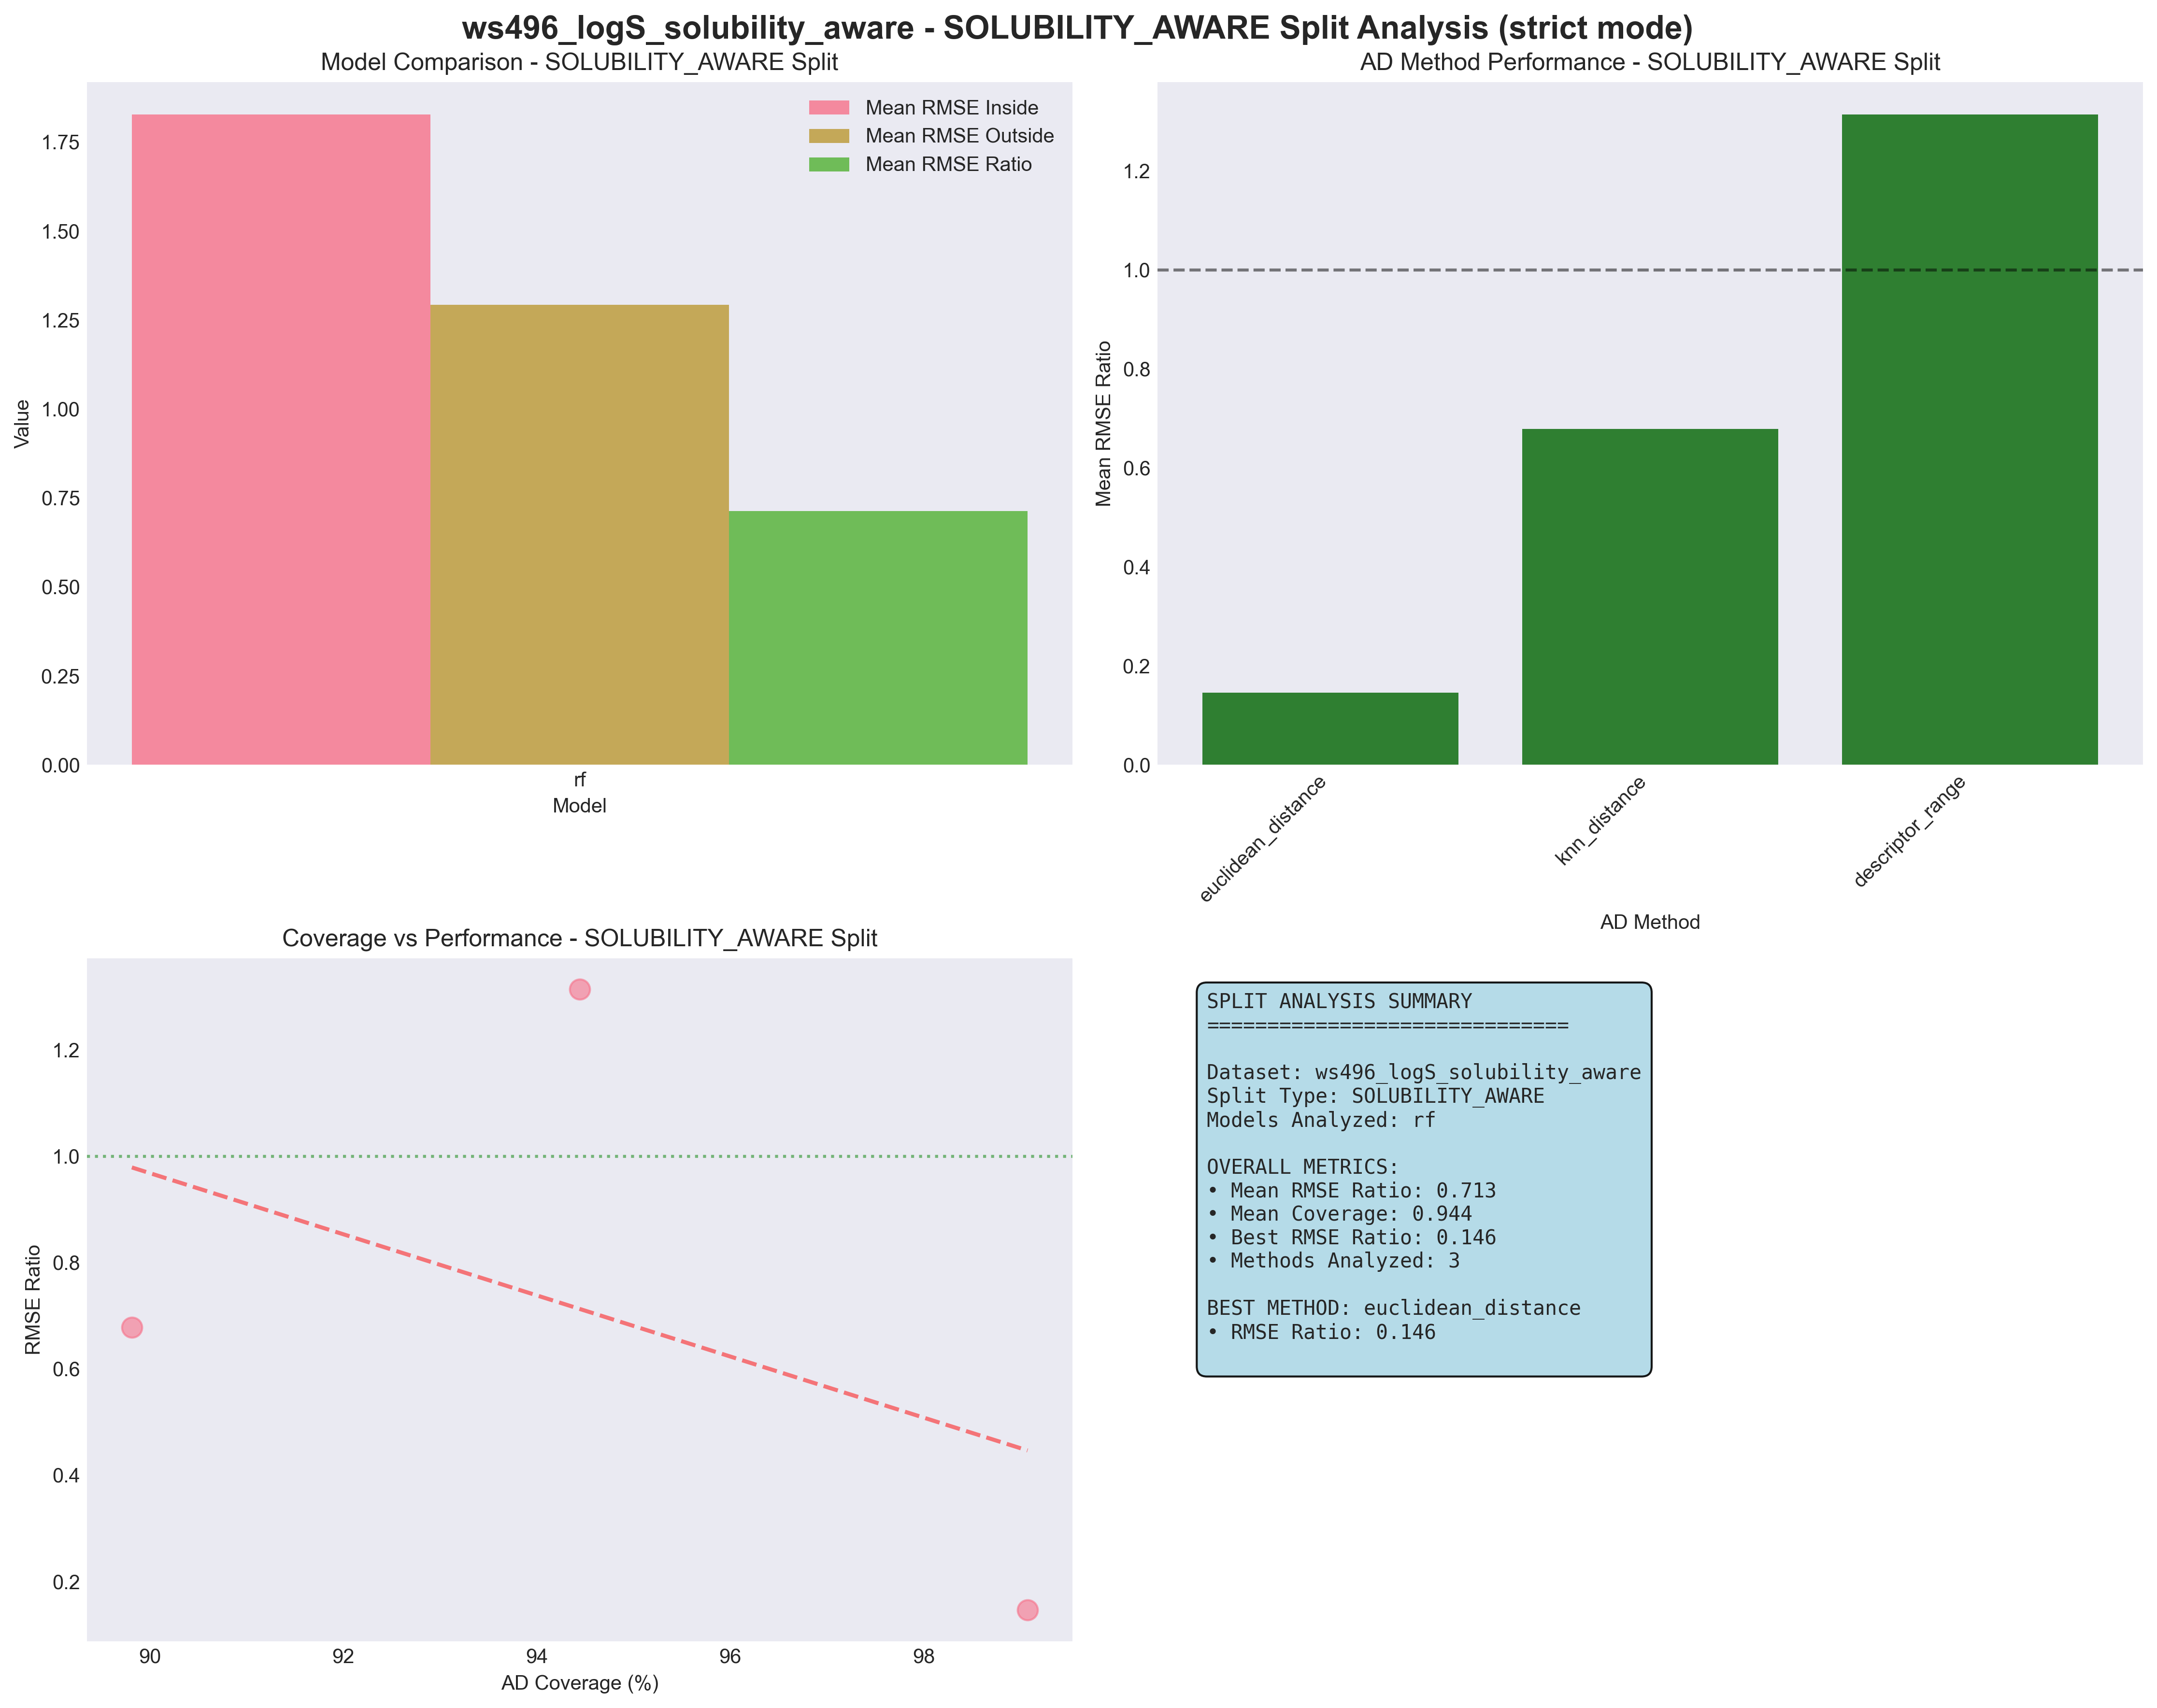 ws496_logS_solubility_aware - SOLUBILITY_AWARE Split Analysis (strict mode)
Model Comparison - SOLUBILITY_AWARE Split
Mean RMSE Inside
Mean RMSE Outside
Mean RMSE Ratio
Value
1.75
1.50
1.25
1.00
0.75
0.50
0.25
0.00
rf
Model
AD Method Performance - SOLUBILITY_AWARE Split
Mean RMSE Ratio
1.2
1.0
0.8
0.6
0.4
0.2
0.0
euclidean_distance
knn_distance
descriptor_range
AD Method
Coverage vs Performance - SOLUBILITY_AWARE Split
RMSE Ratio
1.2
1.0
0.8
0.6
0.4
0.2
90
92
94
96
98
AD Coverage (%)
SPLIT ANALYSIS SUMMARY
==============================
Dataset: ws496_logS_solubility_aware
Split Type: SOLUBILITY_AWARE
Models Analyzed: rf
OVERALL METRICS:
• Mean RMSE Ratio: 0.713
• Mean Coverage: 0.944
• Best RMSE Ratio: 0.146
• Methods Analyzed: 3
BEST METHOD: euclidean_distance
• RMSE Ratio: 0.146